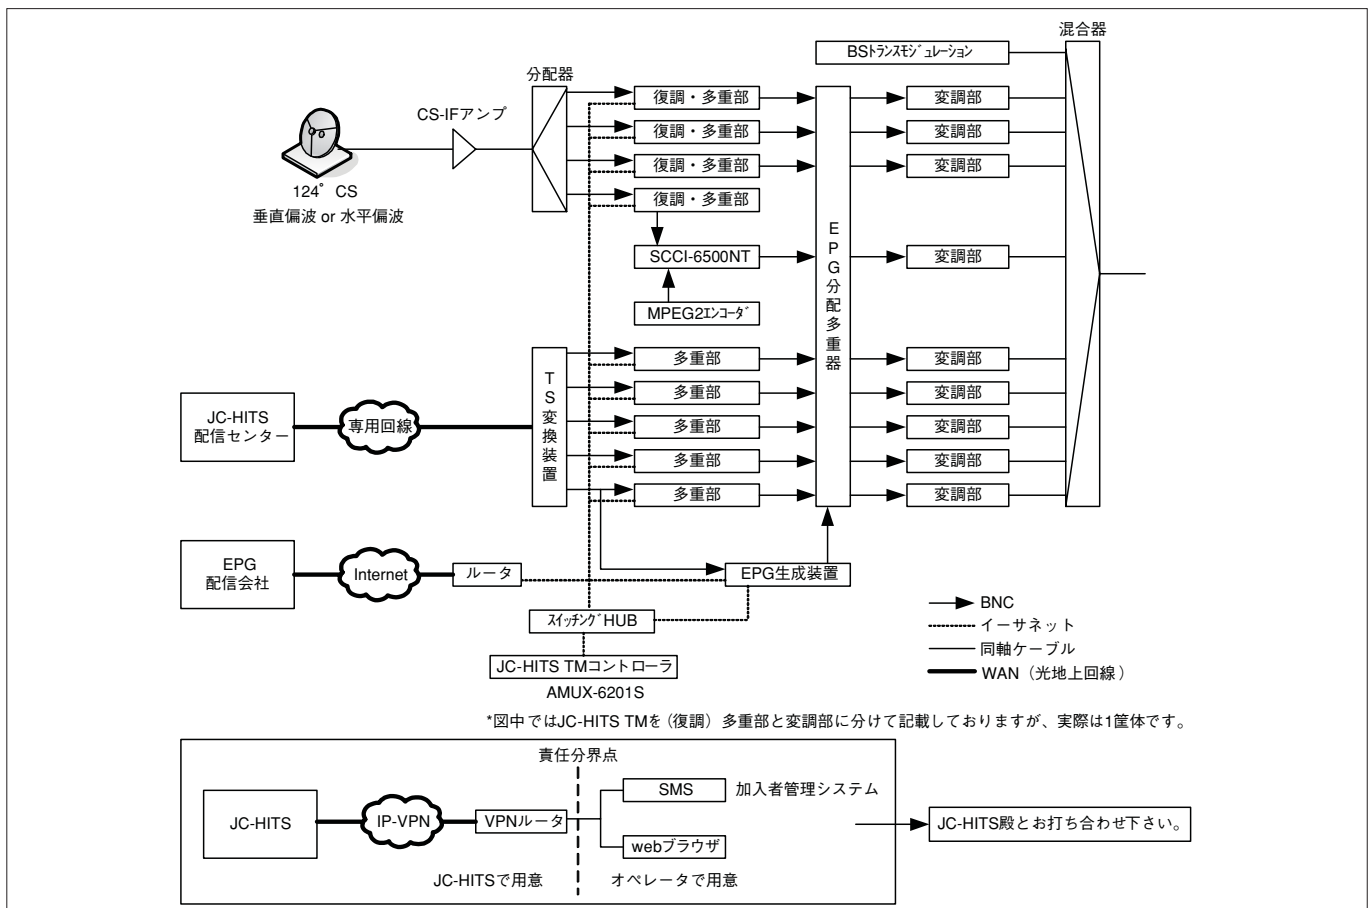 混合器
BSトランスモジュレーション
分配器
CS-IFアンプ
復調・多重部
変調部
復調・多重部
変調部
復調・多重部
変調部
復調・多重部
124°CS
垂直偏波 or 水平偏波
EPG分配多重器
SCCI-6500NT
変調部
MPEG2エンコーダ
TS変換装置
多重部
変調部
多重部
変調部
JC-HITS
配信センター
専用回線
多重部
変調部
多重部
変調部
多重部
変調部
EPG
配信会社
Internet
ルータ
EPG生成装置
スイッチングHUB
JC-HITS TMコントローラ
AMUX-6201S
BNC
イーサネット
同軸ケーブル
WAN（光地上回線）
*図中ではJC-HITS TMを（復調）多重部と変調部に分けて記載しておりますが、実際は1筐体です。
責任分界点
JC-HITS
IP-VPN
VPNルータ
SMS
加入者管理システム
webブラウザ
JC-HITSで用意
オペレータで用意
JC-HITS殿とお打ち合わせ下さい。